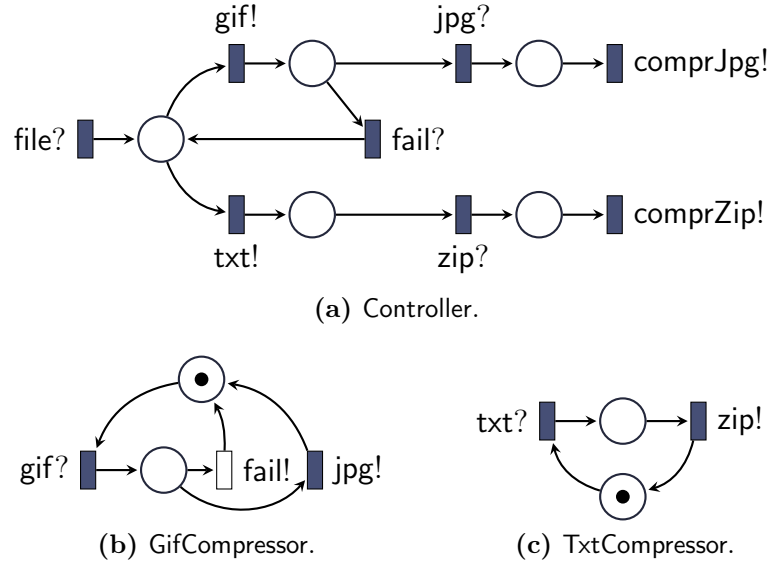 gif! jpg?
comprJpg!
file? fail?
comprZip!
txt! zip?
(a) Controller.
txt? zip!
gif? fail! jpg!
(b) GifCompressor. (c) TxtCompressor.